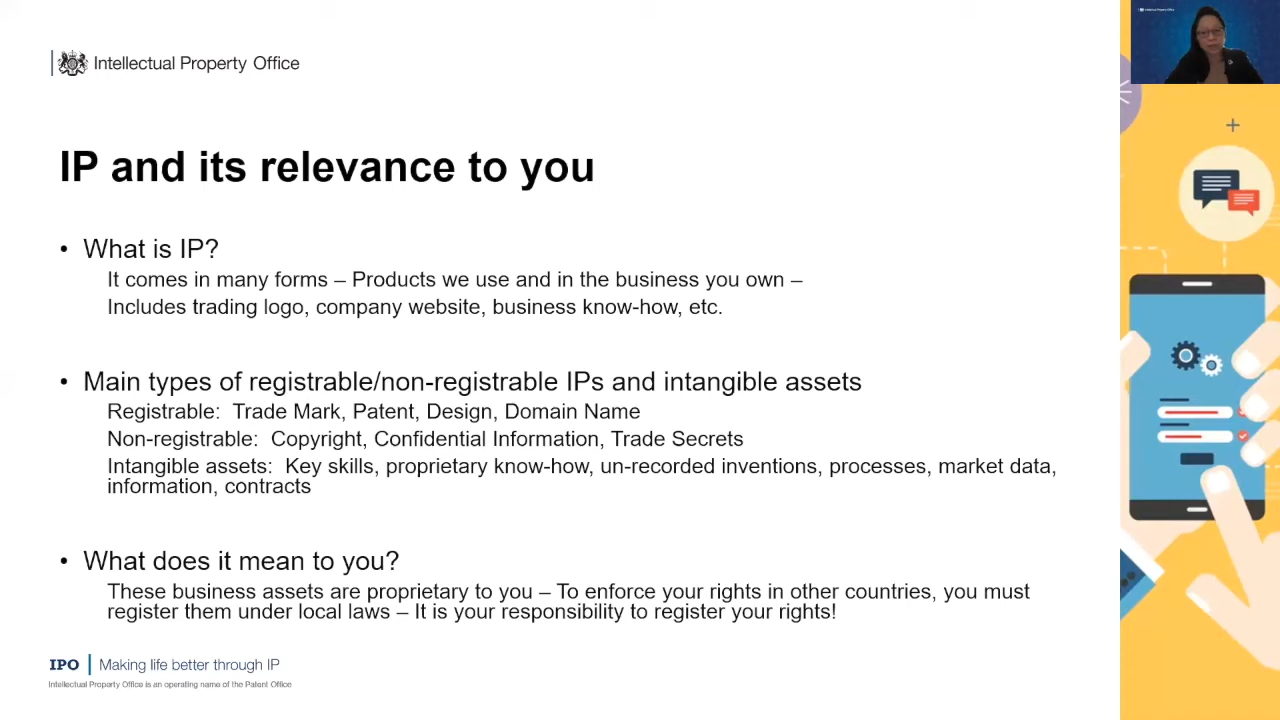 Intellectual Property Office
Intellectual Property Office
IP and its relevance to you
• What is IP?
It comes in many forms – Products we use and in the business you own –
Includes trading logo, company website, business know-how, etc.
• Main types of registrable/non-registrable IPs and intangible assets
Registrable:  Trade Mark, Patent, Design, Domain Name
Non-registrable:  Copyright, Confidential Information, Trade Secrets
Intangible assets:  Key skills, proprietary know-how, un-recorded inventions, processes, market data,
information, contracts
• What does it mean to you?
These business assets are proprietary to you – To enforce your rights in other countries, you must
register them under local laws – It is your responsibility to register your rights!
IPO | Making life better through IP
Intellectual Property Office is an operating name of the Patent Office